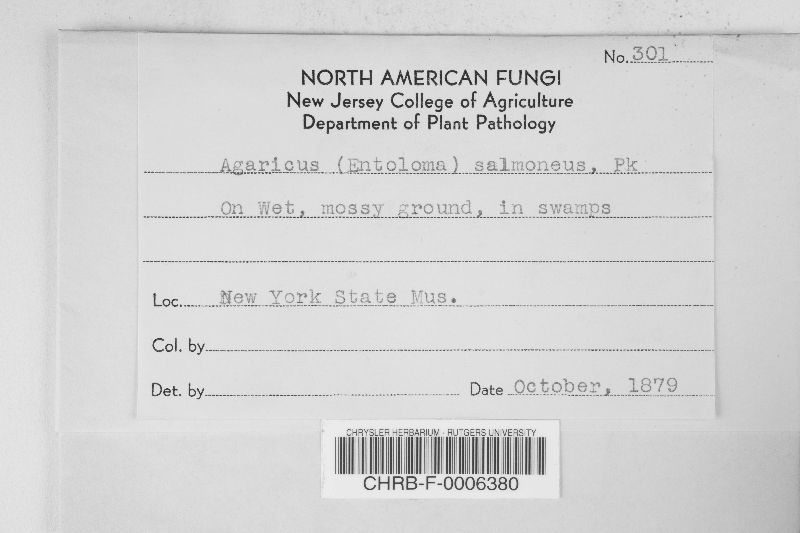 No. 301
NORTH AMERICAN FUNGI
New Jersey College of Agriculture
Department of Plant Pathology
Agaricus (Entoloma) salmoneus, Pk
On Wet, mossy ground, in swamps
Loc. New York State Mus.
Col. by
Det. by Date October, 1879
CHRYSLER HERBARIUM - RUTGERS UNIVERSITY
CHRB-F-0006380